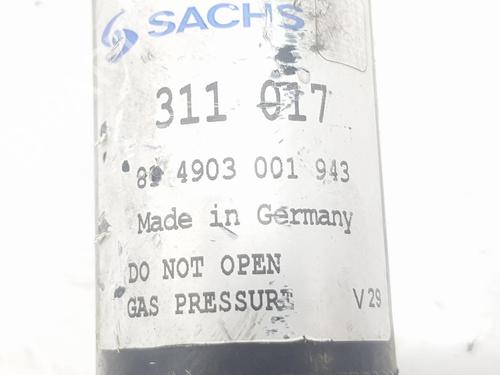 SACHS
311 017
4903 001 943
Made in Germany
DO NOT OPEN
GAS PRESSURE V29